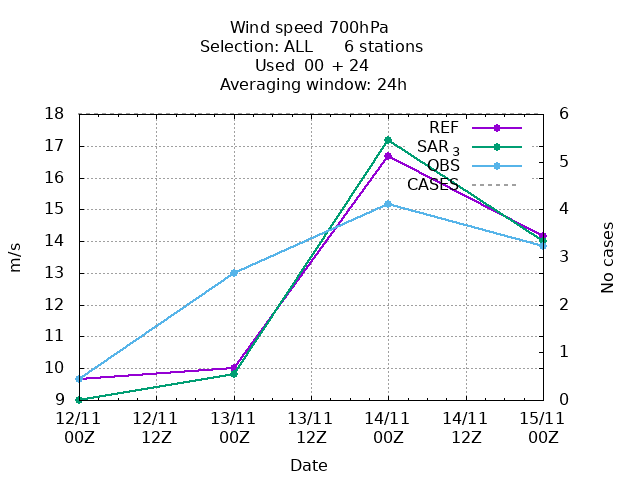 Wind speed 700hPa
Selection: ALL 6 stations
Used 00 + 24
Averaging window: 24h
18 6
REF
17 SAR 3
5
OBS
16 CASES
15 4
14
m/s 3 No cases
13
12 2
11
1
10
9 0
12/11 12/11 13/11 13/11 14/11 14/11 15/11
00Z 12Z 00Z 12Z 00Z 12Z 00Z
Date